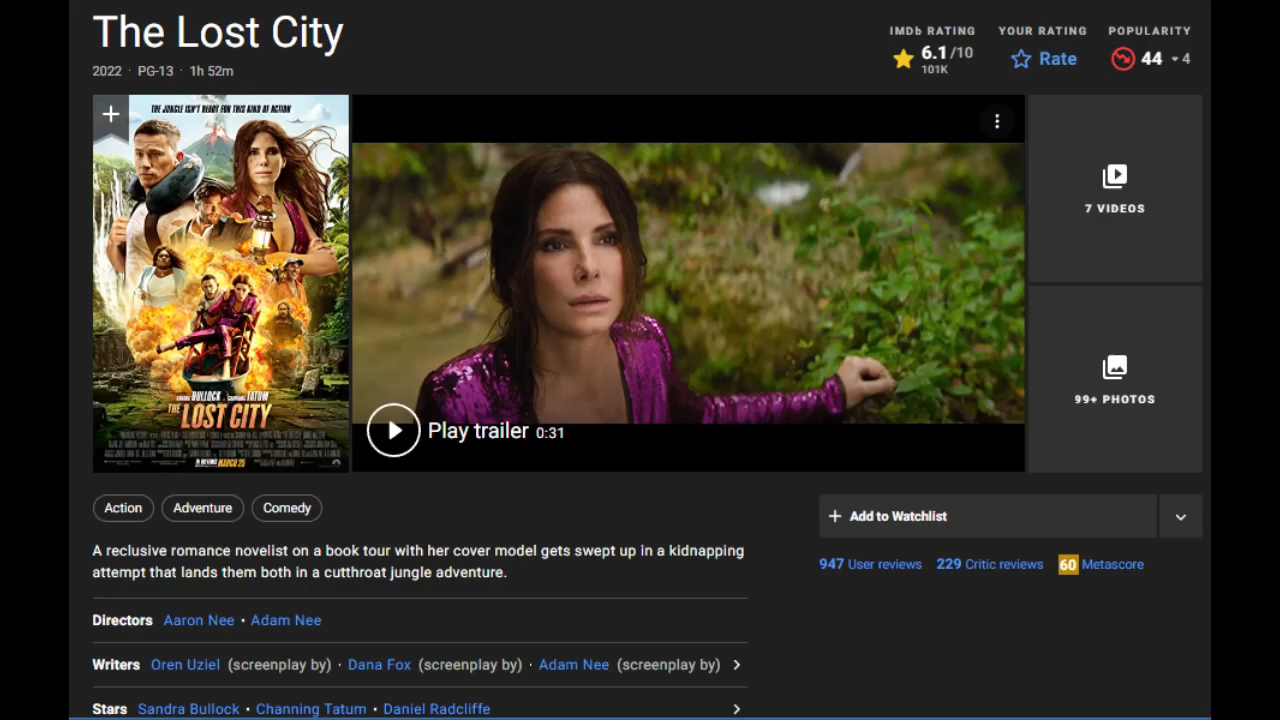 The Lost City
2022 · PG-13 · 1h 52m
IMDb RATING
6.1/10
101K
YOUR RATING
Rate
POPULARITY
44
4
THE JUNGLE ISN'T READY FOR THIS KIND OF ACTION
SANDRA BULLOCK CHANNING TATUM
THE LOST CITY
MARCH 25
Play trailer 0:31
7 VIDEOS
99+ PHOTOS
Action Adventure Comedy
A reclusive romance novelist on a book tour with her cover model gets swept up in a kidnapping
attempt that lands them both in a cutthroat jungle adventure.
Directors Aaron Nee · Adam Nee
Writers Oren Uziel (screenplay by) · Dana Fox (screenplay by) · Adam Nee (screenplay by)
Stars Sandra Bullock · Channing Tatum · Daniel Radcliffe
+ Add to Watchlist
947 User reviews 229 Critic reviews 60 Metascore